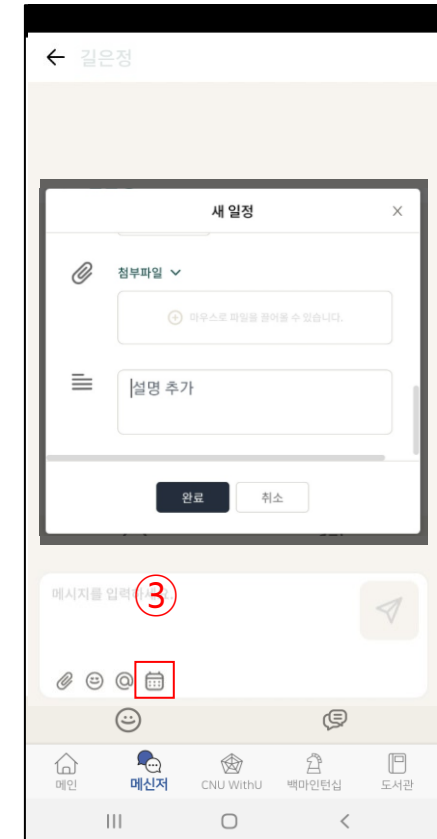 길은정
새 일정
첨부파일
마우스로 파일을 끌어올 수 있습니다.
설명 추가
완료 취소
메시지를 입력하세요.
③
메인 메신저 CNU WithU 백마인턴십 도서관